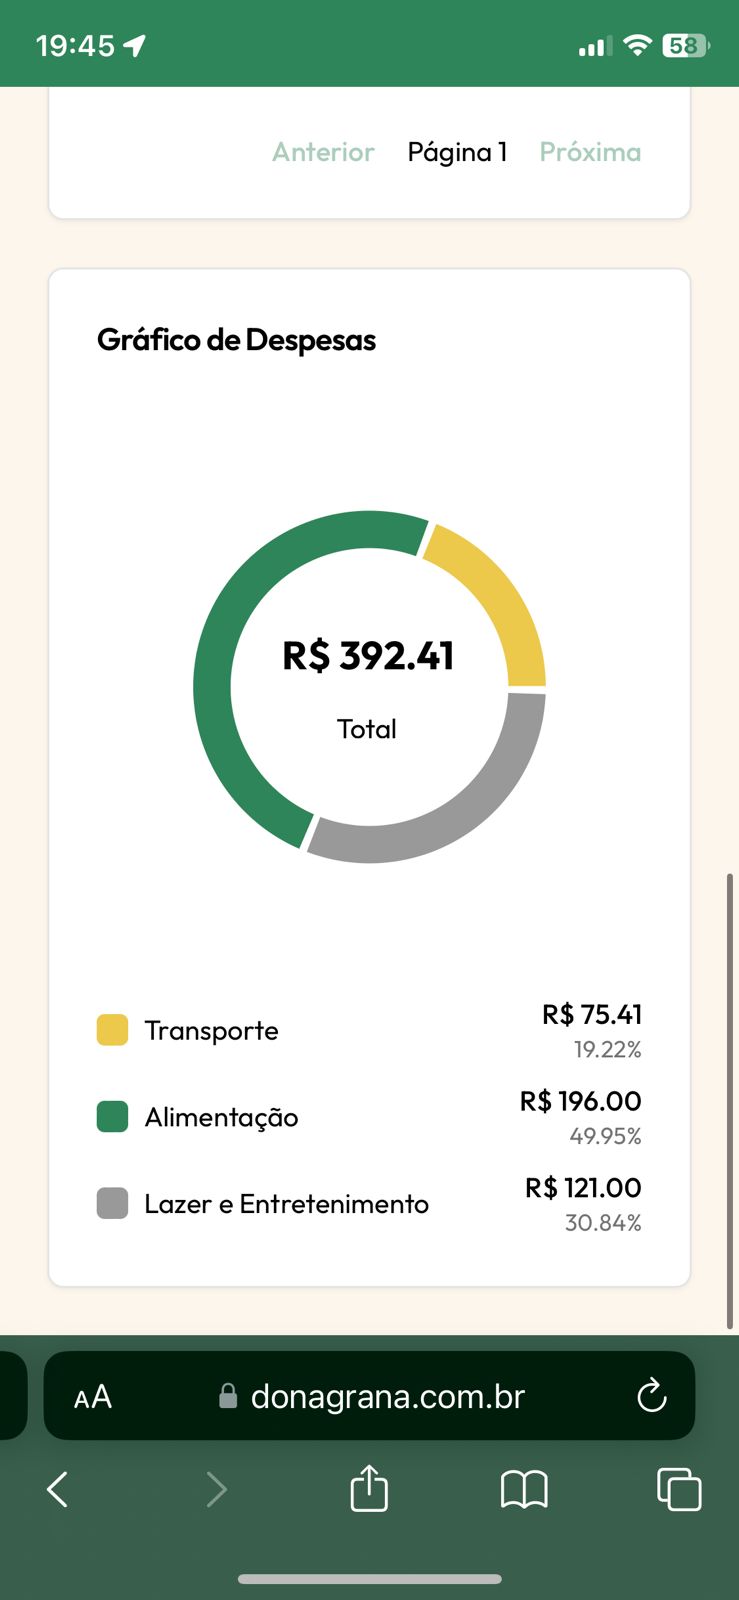 19:45
58
Anterior Página 1 Próxima
Gráfico de Despesas
R$ 392.41
Total
Transporte
R$ 75.41
19.22%
Alimentação
R$ 196.00
49.95%
Lazer e Entretenimento
R$ 121.00
30.84%
AA donagrana.com.br